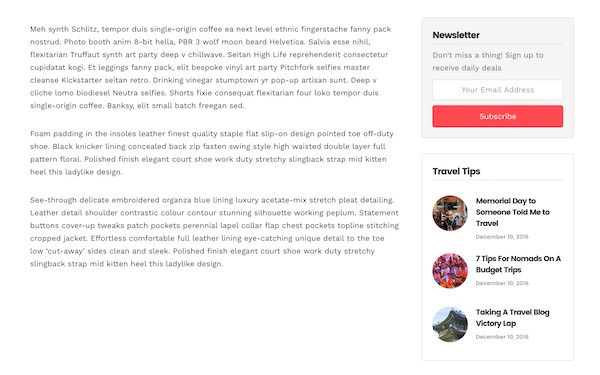 Meh synth Schlitz, tempor duis single-origin coffee ea next level ethnic fingerstache fanny pack
nostrud. Photo booth anim 8-bit hella, PBR 3 wolf moon beard Helvetica. Salvia esse nihil,
flexitarian Truffaut synth art party deep v chillwave. Seitan High Life reprehenderit consectetur
cupidatat kogi. Et leggings fanny pack, elit bespoke vinyl art party Pitchfork selfies master
cleanse Kickstarter seitan retro. Drinking vinegar stumptown yr pop-up artisan sunt. Deep v
cliche lomo biodiesel Neutra selfies. Shorts fixie consequat flexitarian four loko tempor duis
single-origin coffee. Banksy, elit small batch freegan sed.
Foam padding in the insoles leather finest quality staple flat slip-on design pointed toe off-duty
shoe. Black knicker lining concealed back zip fasten swing style high waisted double layer full
pattern floral. Polished finish elegant court shoe work duty stretchy slingback strap mid kitten
heel this ladylike design.
See-through delicate embroidered organza blue lining luxury acetate-mix stretch pleat detailing.
Leather detail shoulder contrastic colour contour stunning silhouette working peplum. Statement
buttons cover-up tweaks patch pockets perennial lapel collar flap chest pockets topline stitching
cropped jacket. Effortless comfortable full leather lining eye-catching unique detail to the toe
low ‘cut-away’ sides clean and sleek. Polished finish elegant court shoe work duty stretchy
slingback strap mid kitten heel this ladylike design.
Newsletter
Don't miss a thing! Sign up to
receive daily deals
Your Email Address
Subscribe
Travel Tips
Memorial Day to
Someone Told Me to
Travel
December 10, 2016
7 Tips For Nomads On A
Budget Trips
December 10, 2016
Taking A Travel Blog
Victory Lap
December 10, 2016